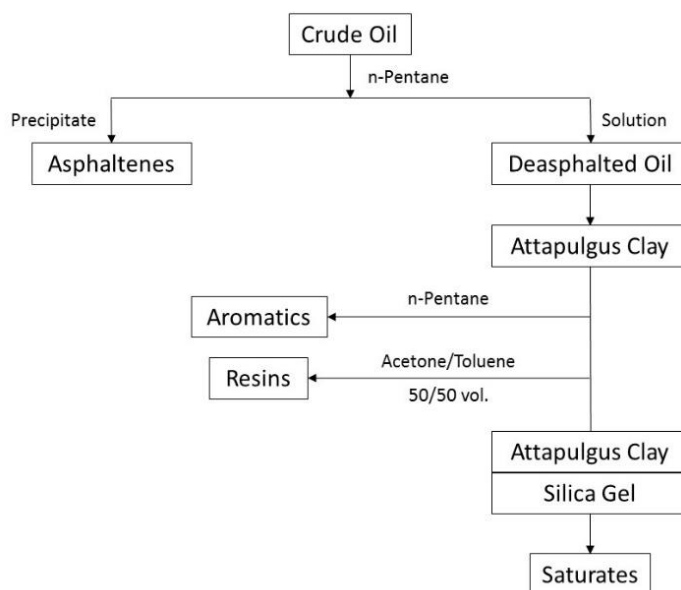 Crude Oil
n-Pentane
Precipitate
Solution
Asphaltenes
Deasphalted Oil
Attapulgus Clay
n-Pentane
Aromatics
Acetone/Toluene
Resins
50/50 vol.
Attapulgus Clay
Silica Gel
Saturates